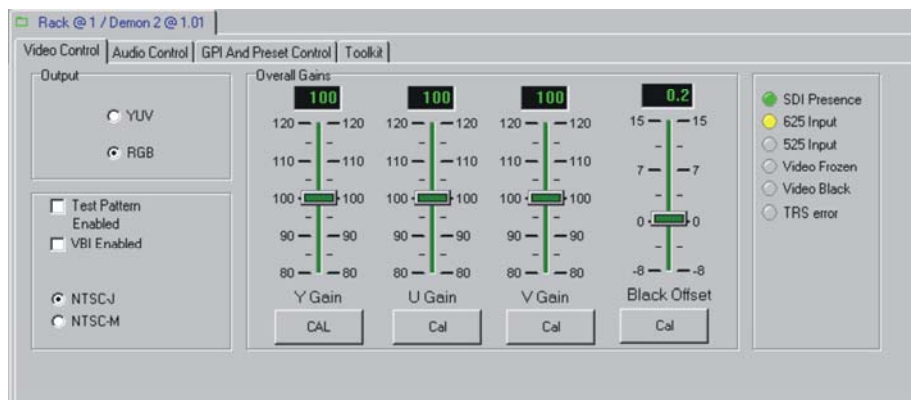 Rack @ 1 / Demon 2 @ 1.01
Video Control Audio Control GPI And Preset Control Toolkit
Output
YUV
RGB
Test Pattern
Enabled
VBI Enabled
NTSC-J
NTSC-M
Overall Gains
100 100 100 0.2
120 120 120 120 120 120 15 15
110 110 110 110 110 110 7 7
100 100 100 100 100 100 0 0
90 90 90 90 90 90
80 80 80 80 80 80 -8 -8
Y Gain U Gain V Gain Black Offset
CAL Cal Cal Cal
SDI Presence
625 Input
525 Input
Video Frozen
Video Black
TRS error